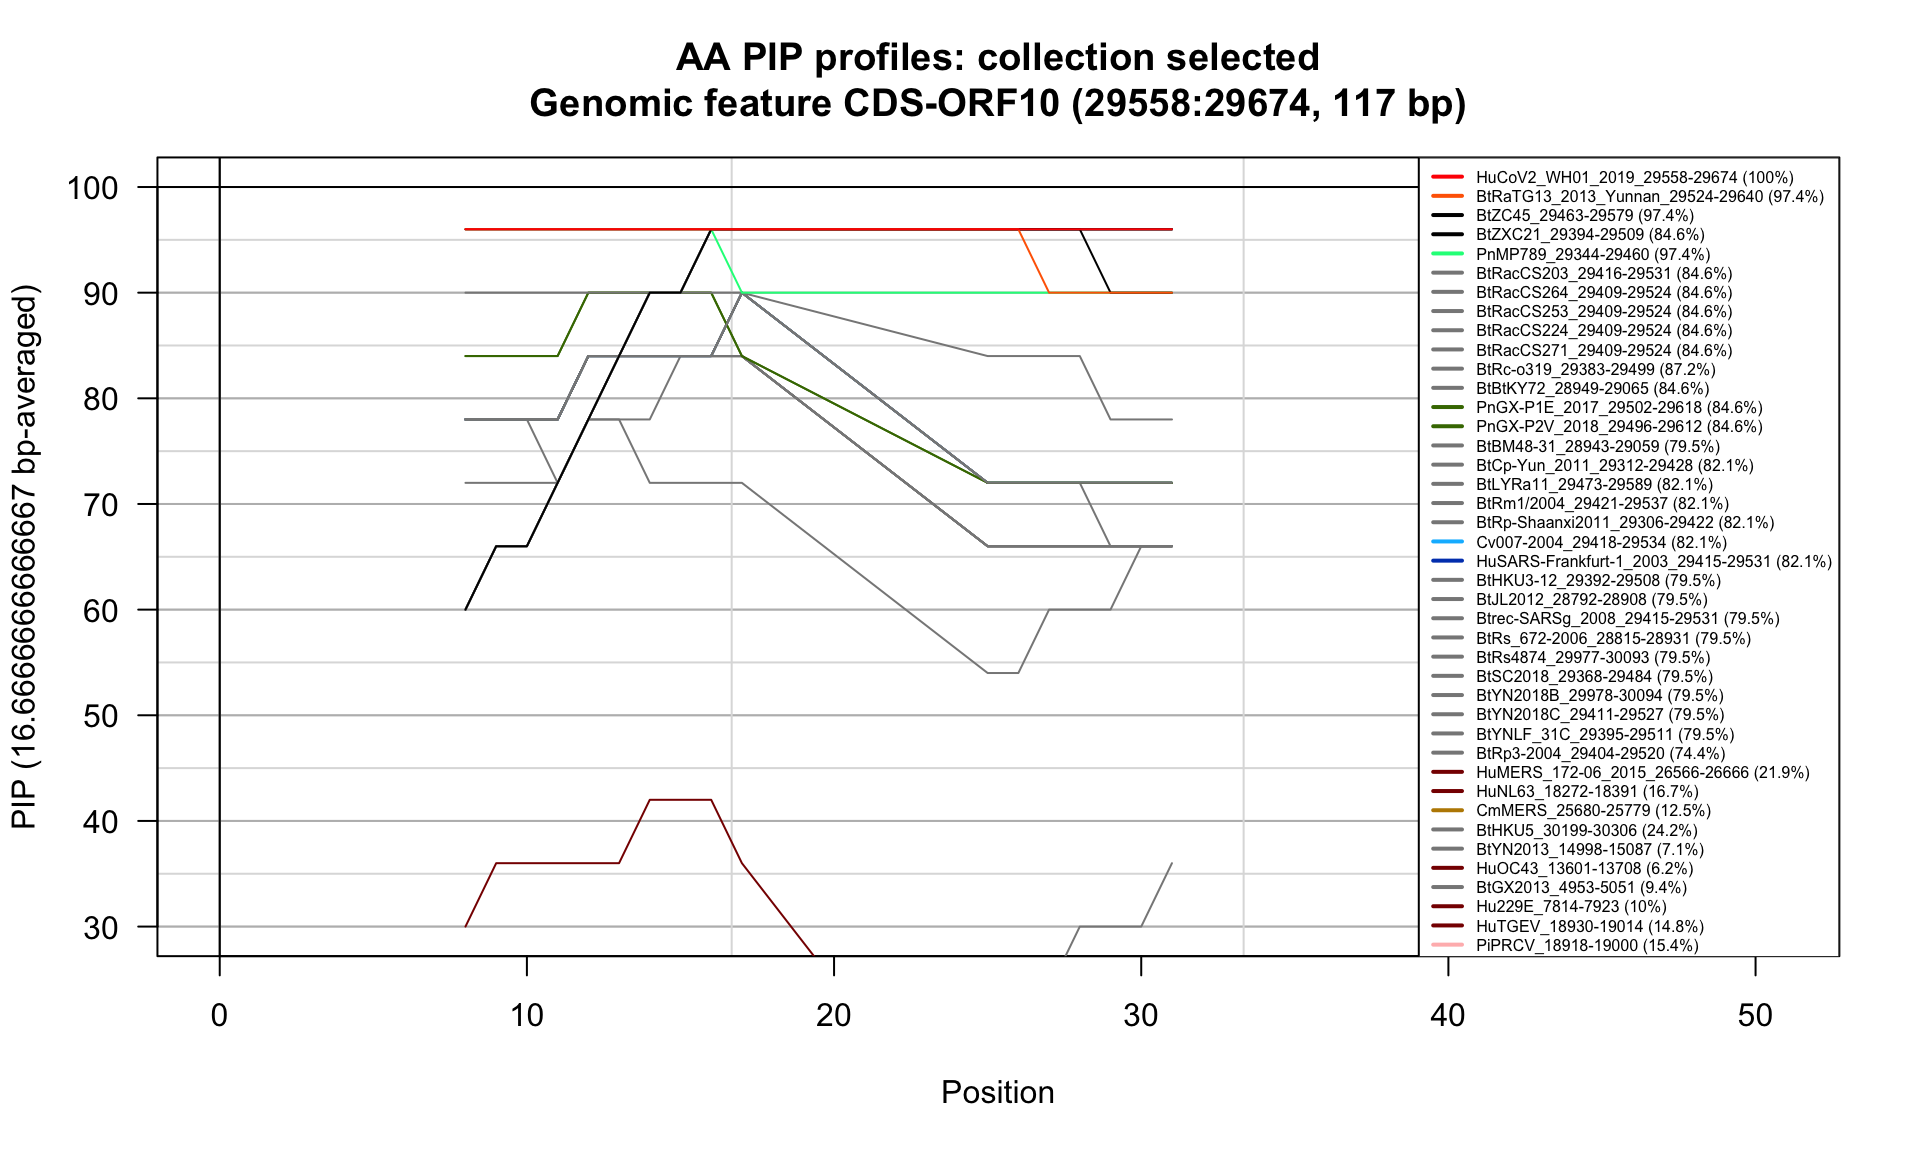 AA PIP profiles: collection selected
Genomic feature CDS-ORF10 (29558:29674, 117 bp)
PIP (16.6666666666667 bp-averaged)
100
90
80
70
60
50
40
30
0
10
20
30
40
50
Position
HuCoV2_WH01_2019_29558-29674 (100%)
BtRaTG13_2013_Yunnan_29524-29640 (97.4%)
BtZC45_29463-29579 (97.4%)
BtZXC21_29394-29509 (84.6%)
PnMP789_29344-29460 (97.4%)
BtRacCS203_29416-29531 (84.6%)
BtRacCS264_29409-29524 (84.6%)
BtRacCS253_29409-29524 (84.6%)
BtRacCS224_29409-29524 (84.6%)
BtRacCS271_29409-29524 (84.6%)
BtRc-o319_29383-29499 (87.2%)
BtBtKY72_28949-29065 (84.6%)
PnGX-P1E_2017_29502-29618 (84.6%)
PnGX-P2V_2018_29496-29612 (84.6%)
BtBM48-31_28943-29059 (79.5%)
BtCp-Yun_2011_29312-29428 (82.1%)
BtLYRa11_29473-29589 (82.1%)
BtRm1/2004_29421-29537 (82.1%)
BtRp-Shaanxi2011_29306-29422 (82.1%)
Cv007-2004_29418-29534 (82.1%)
HuSARS-Frankfurt-1_2003_29415-29531 (82.1%)
BtHKU3-12_29392-29508 (79.5%)
BtJL2012_28792-28908 (79.5%)
Btrec-SARSg_2008_29415-29531 (79.5%)
BtRs_672-2006_28815-28931 (79.5%)
BtRs4874_29977-30093 (79.5%)
BtSC2018_29368-29484 (79.5%)
BtYN2018B_29978-30094 (79.5%)
BtYN2018C_29411-29527 (79.5%)
BtYNLF_31C_29395-29511 (79.5%)
BtRp3-2004_29404-29520 (74.4%)
HuMERS_172-06_2015_26566-26666 (21.9%)
HuNL63_18272-18391 (16.7%)
CmMERS_25680-25779 (12.5%)
BtHKU5_30199-30306 (24.2%)
BtYN2013_14998-15087 (7.1%)
HuOC43_13601-13708 (6.2%)
BtGX2013_4953-5051 (9.4%)
Hu229E_7814-7923 (10%)
HuTGEV_18930-19014 (14.8%)
PiPRCV_18918-19000 (15.4%)